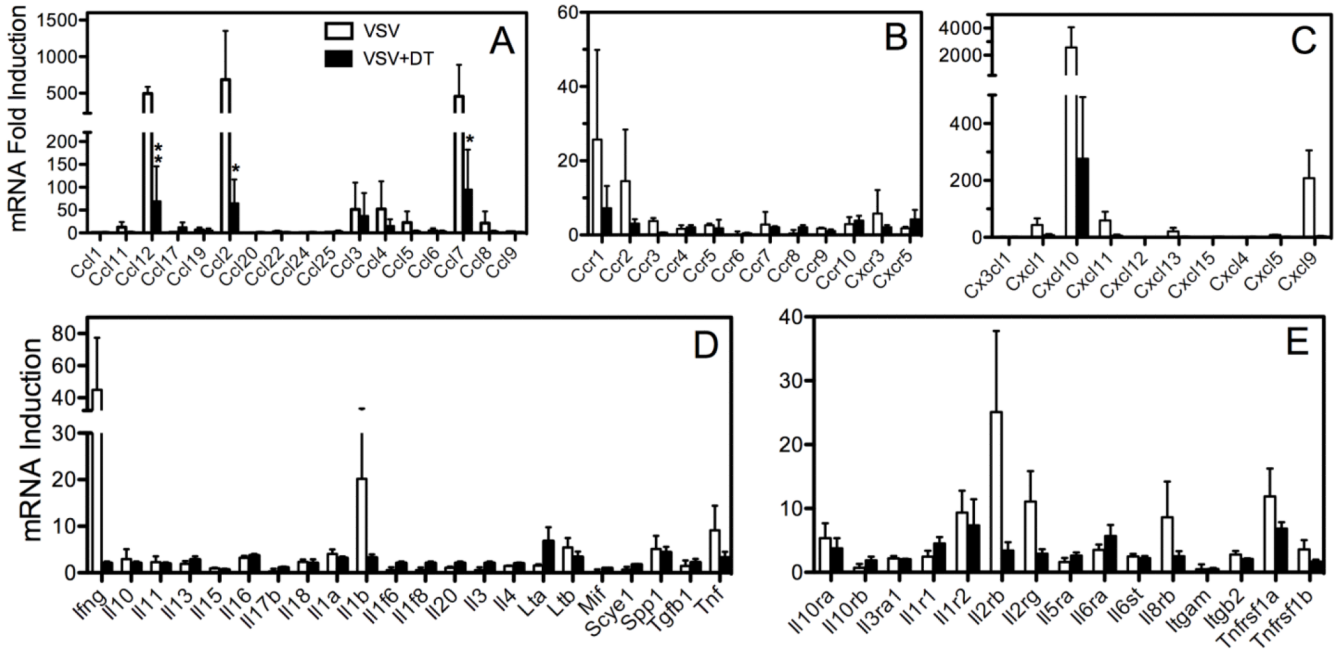 mRNA Fold Induction
1500
1000
500
200
150
100
50
0
VSV
VSV+DT
A
**
*
*
Ccl1
Ccl11
Ccl12
Ccl17
Ccl19
Ccl2
Ccl20
Ccl22
Ccl24
Ccl25
Ccl3
Ccl4
Ccl5
Ccl6
Ccl7
Ccl8
Ccl9
60
40
20
0
B
Ccr1
Ccr2
Ccr3
Ccr4
Ccr5
Ccr6
Ccr7
Ccr8
Ccr9
Ccr10
Cxcr3
Cxcr5
4000
2000
400
200
0
C
Cx3cl1
Cxcl1
Cxcl10
Cxcl11
Cxcl12
Cxcl13
Cxcl15
Cxcl4
Cxcl5
Cxcl9
mRNA Induction
80
60
40
30
20
10
0
D
Ifng
Il10
Il11
Il13
Il15
Il16
Il17b
Il18
Il1a
Il1b
Il1f6
Il1f8
Il20
Il3
Il4
Lta
Ltb
Mif
Scye1
Spp1
Tgfb1
Tnf
40
30
20
10
0
E
Il10ra
Il10rb
Il3ra1
Il1r1
Il1r2
Il2rb
Il2rg
Il5ra
Il6ra
Il6st
Il8rb
Itgam
Itgb2
Tnfrsf1a
Tnfrsf1b